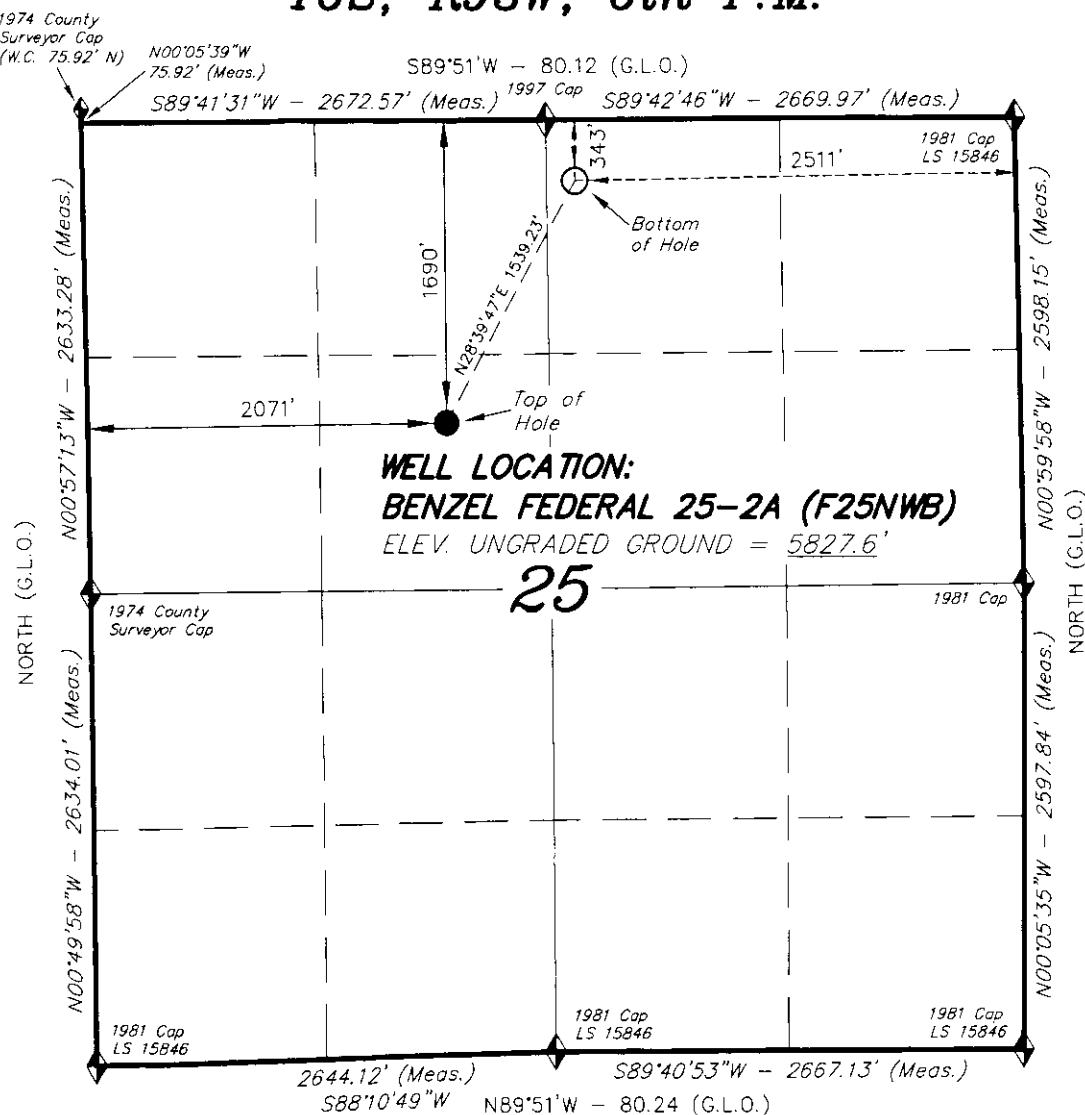 R93W, 6th P.M.
1974 County
Surveyor Cap
(W.C. 75.92' N)
N00°05'39"W
75.92' (Meas.)
S89°51'W - 80.12 (G.L.O.)
S89°41'31"W - 2672.57' (Meas.)
1997 Cap
S89°42'46"W - 2669.97' (Meas.)
1981 Cap
LS 15846
343'
2511'
Bottom
of Hole
1690'
N28°39'47"E 1539.23'
N00°57'13"W - 2633.28' (Meas.)
N00°59'58"W - 2598.15' (Meas.)
2071'
Top of
Hole
WELL LOCATION:
BENZEL FEDERAL 25-2A (F25NWB)
ELEV. UNGRADED GROUND = 5827.6'
NORTH (G.L.O.)
NORTH (G.L.O.)
25
1974 County
Surveyor Cap
1981 Cap
N00°49'58"W - 2634.01' (Meas.)
N00°05'35"W - 2597.84' (Meas.)
1981 Cap
LS 15846
1981 Cap
LS 15846
1981 Cap
LS 15846
2644.12' (Meas.)
S88°10'49"W
S89°40'53"W - 2667.13' (Meas.)
N89°51'W - 80.24 (G.L.O.)